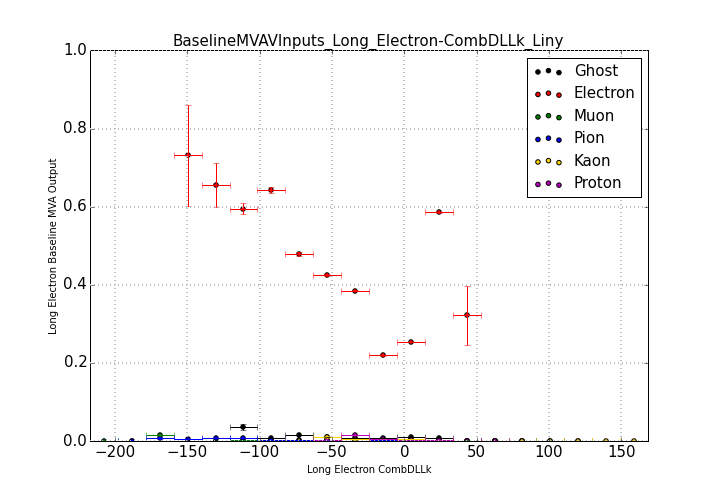 BaselineMVAVInputs_Long_Electron-CombDLLk_Liny
1.0
0.8
0.6
0.4
0.2
0.0
Long Electron Baseline MVA Output
Ghost
Electron
Muon
Pion
Kaon
Proton
−200 −150 −100 −50 0 50 100 150
Long Electron CombDLLk